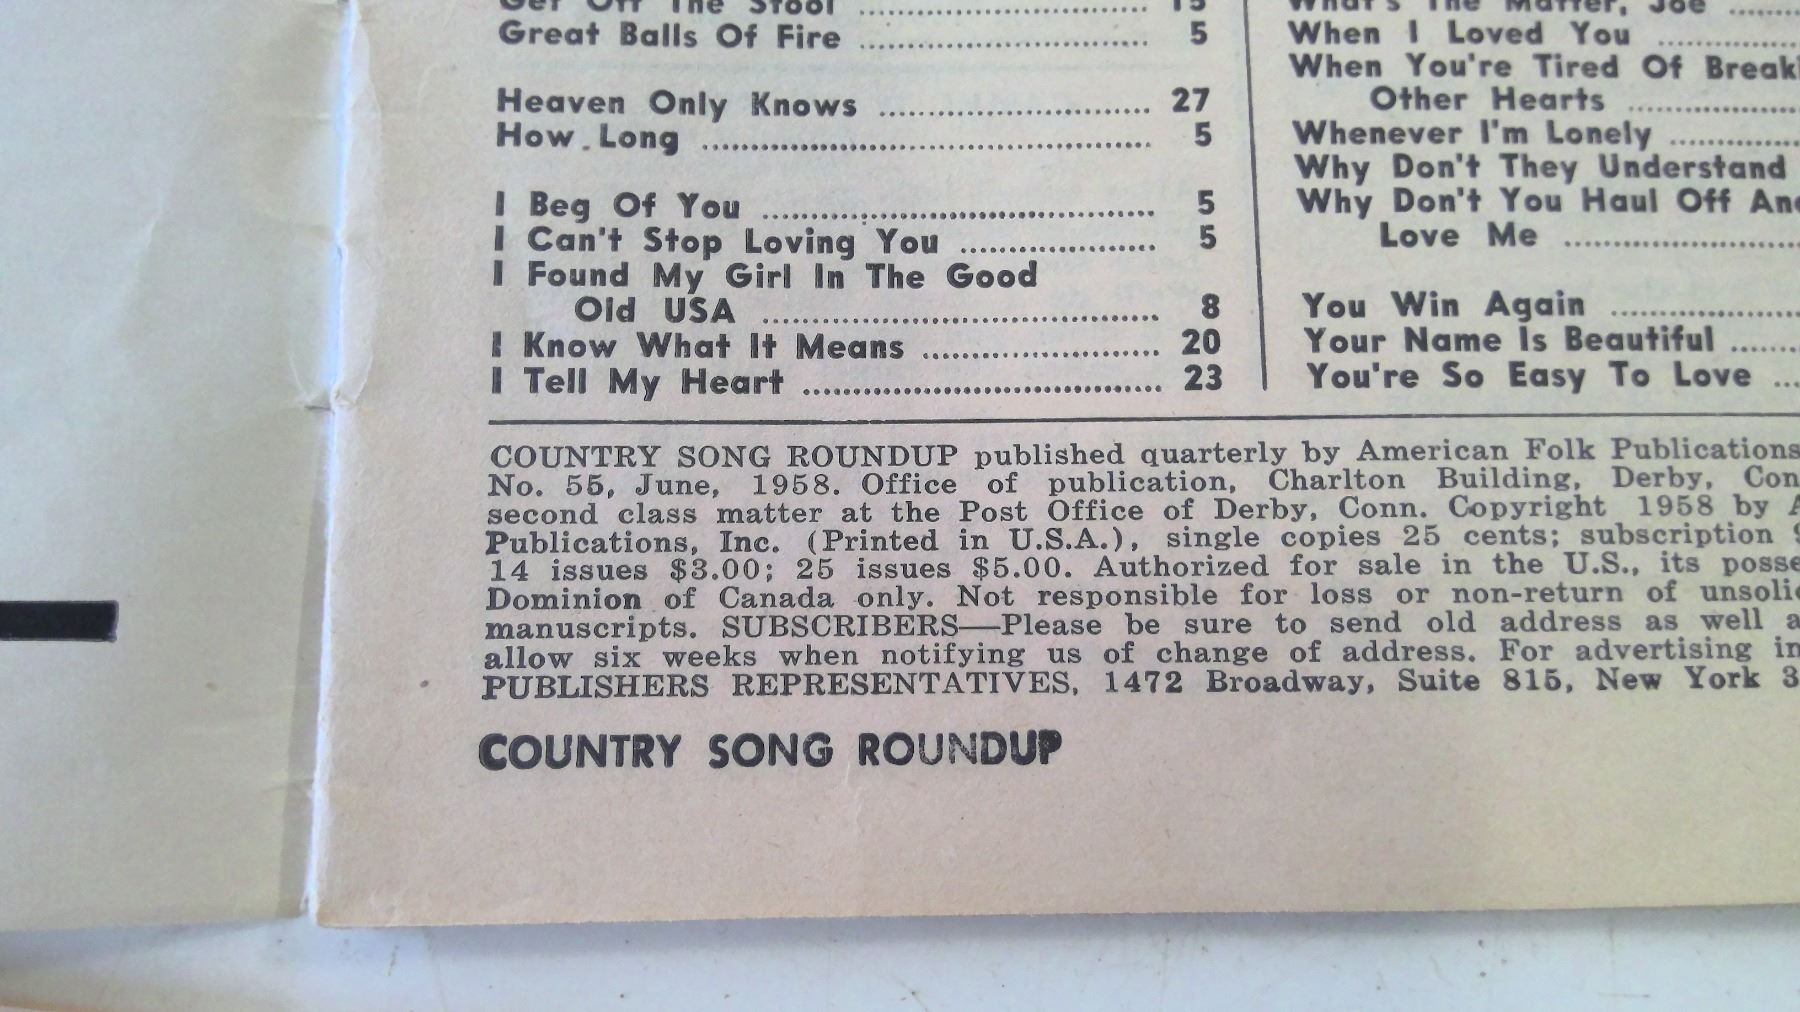 Get Off The Stool ........................................ 15
Great Balls Of Fire ........................................ 5
Heaven Only Knows ........................................ 27
How Long ........................................ 5
I Beg Of You ........................................ 5
I Can't Stop Loving You ............................ 5
I Found My Girl In The Good
Old USA ........................................ 8
I Know What It Means ............................ 20
I Tell My Heart ........................................ 23
What's The Matter, Joe ..........
When I Loved You ..................
When You're Tired Of
Other Hearts ......................
Whenever I'm Lonely ................
Why Don't They Understand
Why Don't You Haul Off
Love Me ..............................
You Win Again ......................
Your Name Is Beautiful .......
You're So Easy To Love ...
COUNTRY SONG ROUNDUP published quarterly by American Folk Publications
No. 55, June, 1958. Office of publication, Charlton Building, Derby,
second class matter at the Post Office of Derby, Conn. Copyright 1958 by
Publications, Inc. (Printed in U.S.A.), single copies 25 cents; subscription
14 issues $3.00; 25 issues $5.00. Authorized for sale in the U.S., its
Dominion of Canada only. Not responsible for loss or non-return of
manuscripts. SUBSCRIBERS—Please be sure to send old address as well
allow six weeks when notifying us of change of address. For advertising
PUBLISHERS REPRESENTATIVES, 1472 Broadway, Suite 815, New York
COUNTRY SONG ROUNDUP